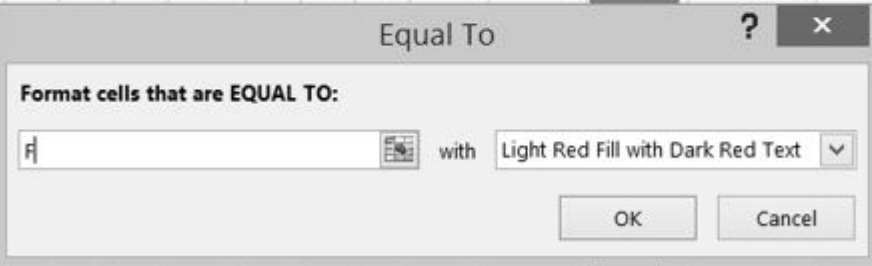 Equal To ? ×
Format cells that are EQUAL TO:
F with Light Red Fill with Dark Red Text
OK Cancel